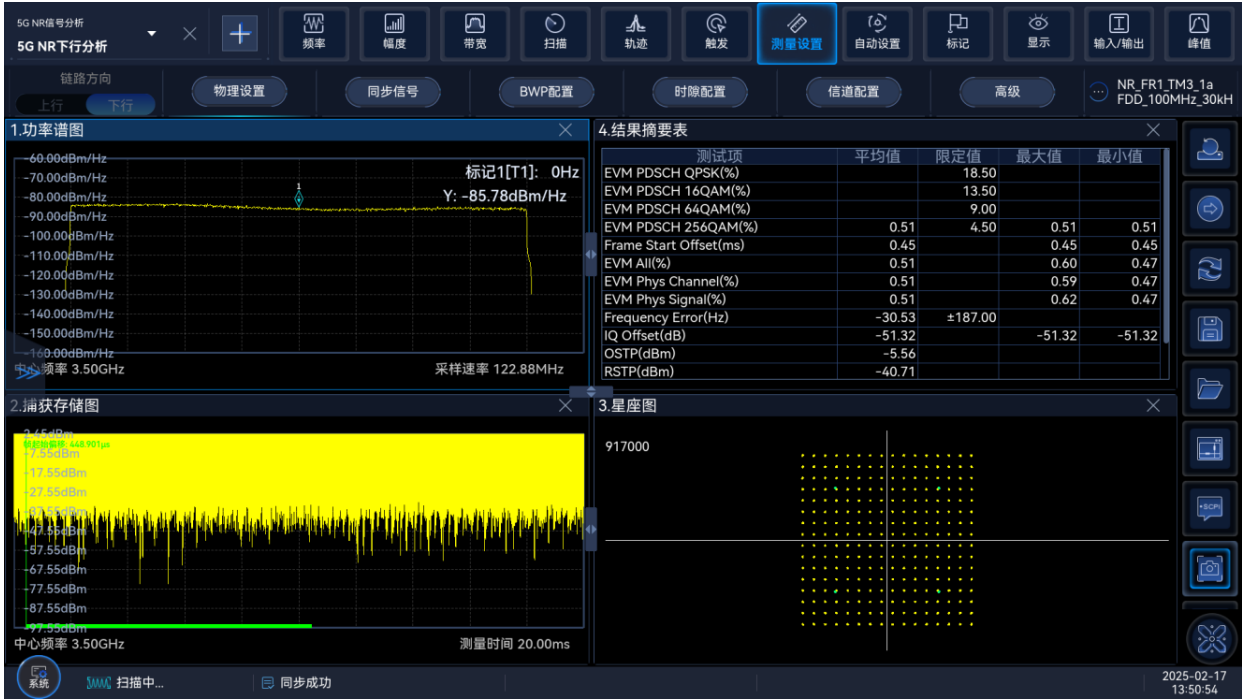 5G NR信号分析
5G NR下行分析
频率
幅度
带宽
扫描
轨迹
触发
测量设置
自动设置
标记
显示
输入/输出
峰值
链路方向
上行 下行
物理设置
同步信号
BWP配置
时隙配置
信道配置
高级
NR_FR1_TM3_1a
FDD_100MHz_30kH
1.功率谱图
-60.00dBm/Hz
标记1[T1]: 0Hz
-70.00dBm/Hz
1
-80.00dBm/Hz
Y: -85.78dBm/Hz
-90.00dBm/Hz
-100.00dBm/Hz
-110.00dBm/Hz
-120.00dBm/Hz
-130.00dBm/Hz
-140.00dBm/Hz
-150.00dBm/Hz
-160.00dBm/Hz
中心频率 3.50GHz 采样速率 122.88MHz
4.结果摘要表
测试项 平均值 限定值 最大值 最小值
EVM PDSCH QPSK(%) 18.50
EVM PDSCH 16QAM(%) 13.50
EVM PDSCH 64QAM(%) 9.00
EVM PDSCH 256QAM(%) 0.51 4.50 0.51 0.51
Frame Start Offset(ms) 0.45 0.45 0.45
EVM All(%) 0.51 0.60 0.47
EVM Phys Channel(%) 0.51 0.59 0.47
EVM Phys Signal(%) 0.51 0.62 0.47
Frequency Error(Hz) -30.53 ±187.00
IQ Offset(dB) -51.32 -51.32 -51.32
OSTP(dBm) -5.56
RSTP(dBm) -40.71
2.捕获存储图
2.45dBm
帧起始偏移: 448.901μs
-7.55dBm
-17.55dBm
-27.55dBm
-37.55dBm
-47.55dBm
-57.55dBm
-67.55dBm
-77.55dBm
-87.55dBm
-97.55dBm
中心频率 3.50GHz 测量时间 20.00ms
3.星座图
917000
SCPI
系统
扫描中...
同步成功
2025-02-17
13:50:54